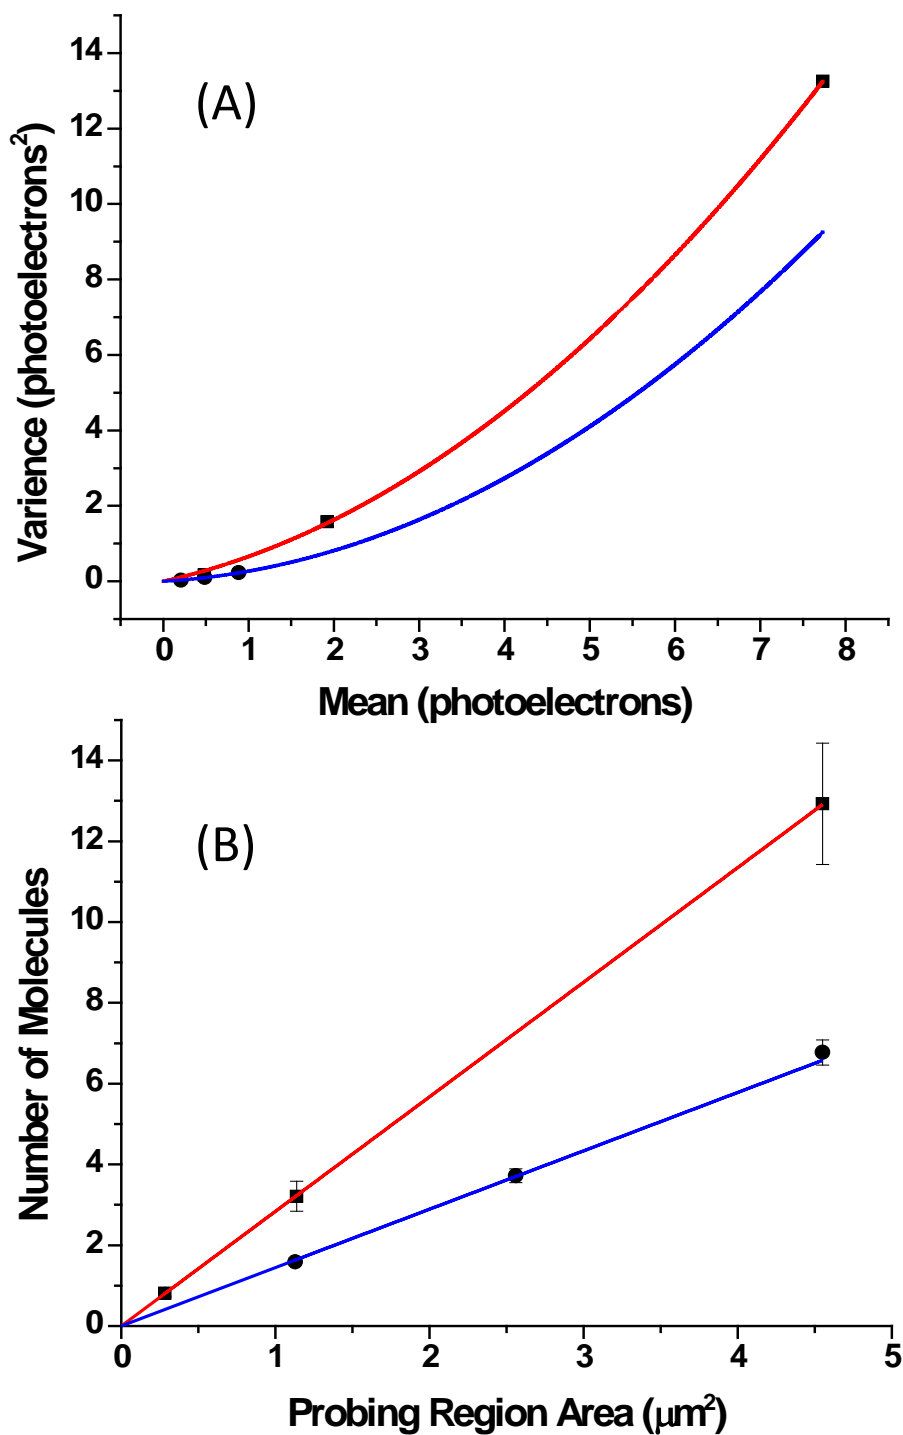 (A)
Varience (photoelectrons²)
14
12
10
8
6
4
2
0
0 1 2 3 4 5 6 7 8
Mean (photoelectrons)
(B)
Number of Molecules
14
12
10
8
6
4
2
0
0 1 2 3 4 5
Probing Region Area (μm²)